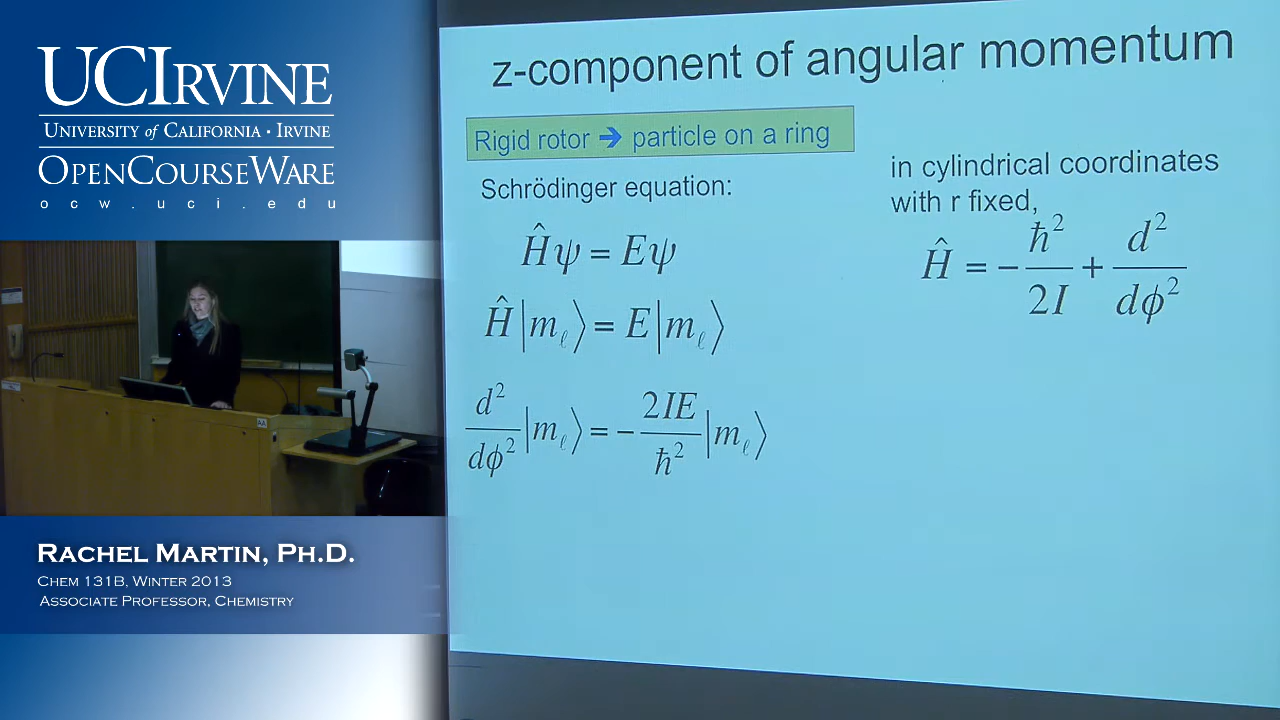 UCIRVINE
UNIVERSITY of CALIFORNIA · IRVINE
OPENCOURSEWARE
ocw.uci.edu
RACHEL MARTIN, PH.D.
CHEM 131B, WINTER 2013
ASSOCIATE PROFESSOR, CHEMISTRY
z-component of angular momentum
Rigid rotor ➔ particle on a ring
Schrödinger equation:
Ĥψ = Eψ
Ĥ|m_ℓ⟩ = E|m_ℓ⟩
d²/dϕ² |m_ℓ⟩ = − 2IE/ħ² |m_ℓ⟩
in cylindrical coordinates
with r fixed,
Ĥ = − ħ²/2I + d²/dϕ²